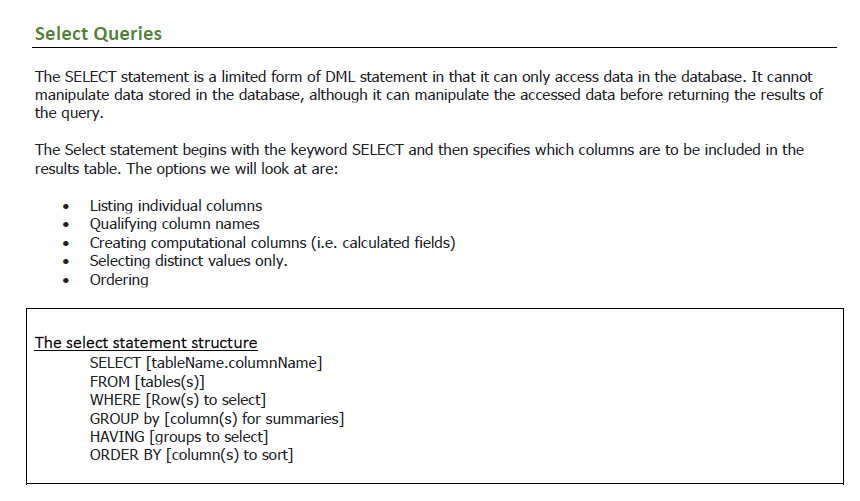 Select Queries
The SELECT statement is a limited form of DML statement in that it can only access data in the database. It cannot
manipulate data stored in the database, although it can manipulate the accessed data before returning the results of
the query.
The Select statement begins with the keyword SELECT and then specifies which columns are to be included in the
results table. The options we will look at are:
• Listing individual columns
• Qualifying column names
• Creating computational columns (i.e. calculated fields)
• Selecting distinct values only.
• Ordering
The select statement structure
SELECT [tableName.columnName]
FROM [tables(s)]
WHERE [Row(s) to select]
GROUP by [column(s) for summaries]
HAVING [groups to select]
ORDER BY [column(s) to sort]